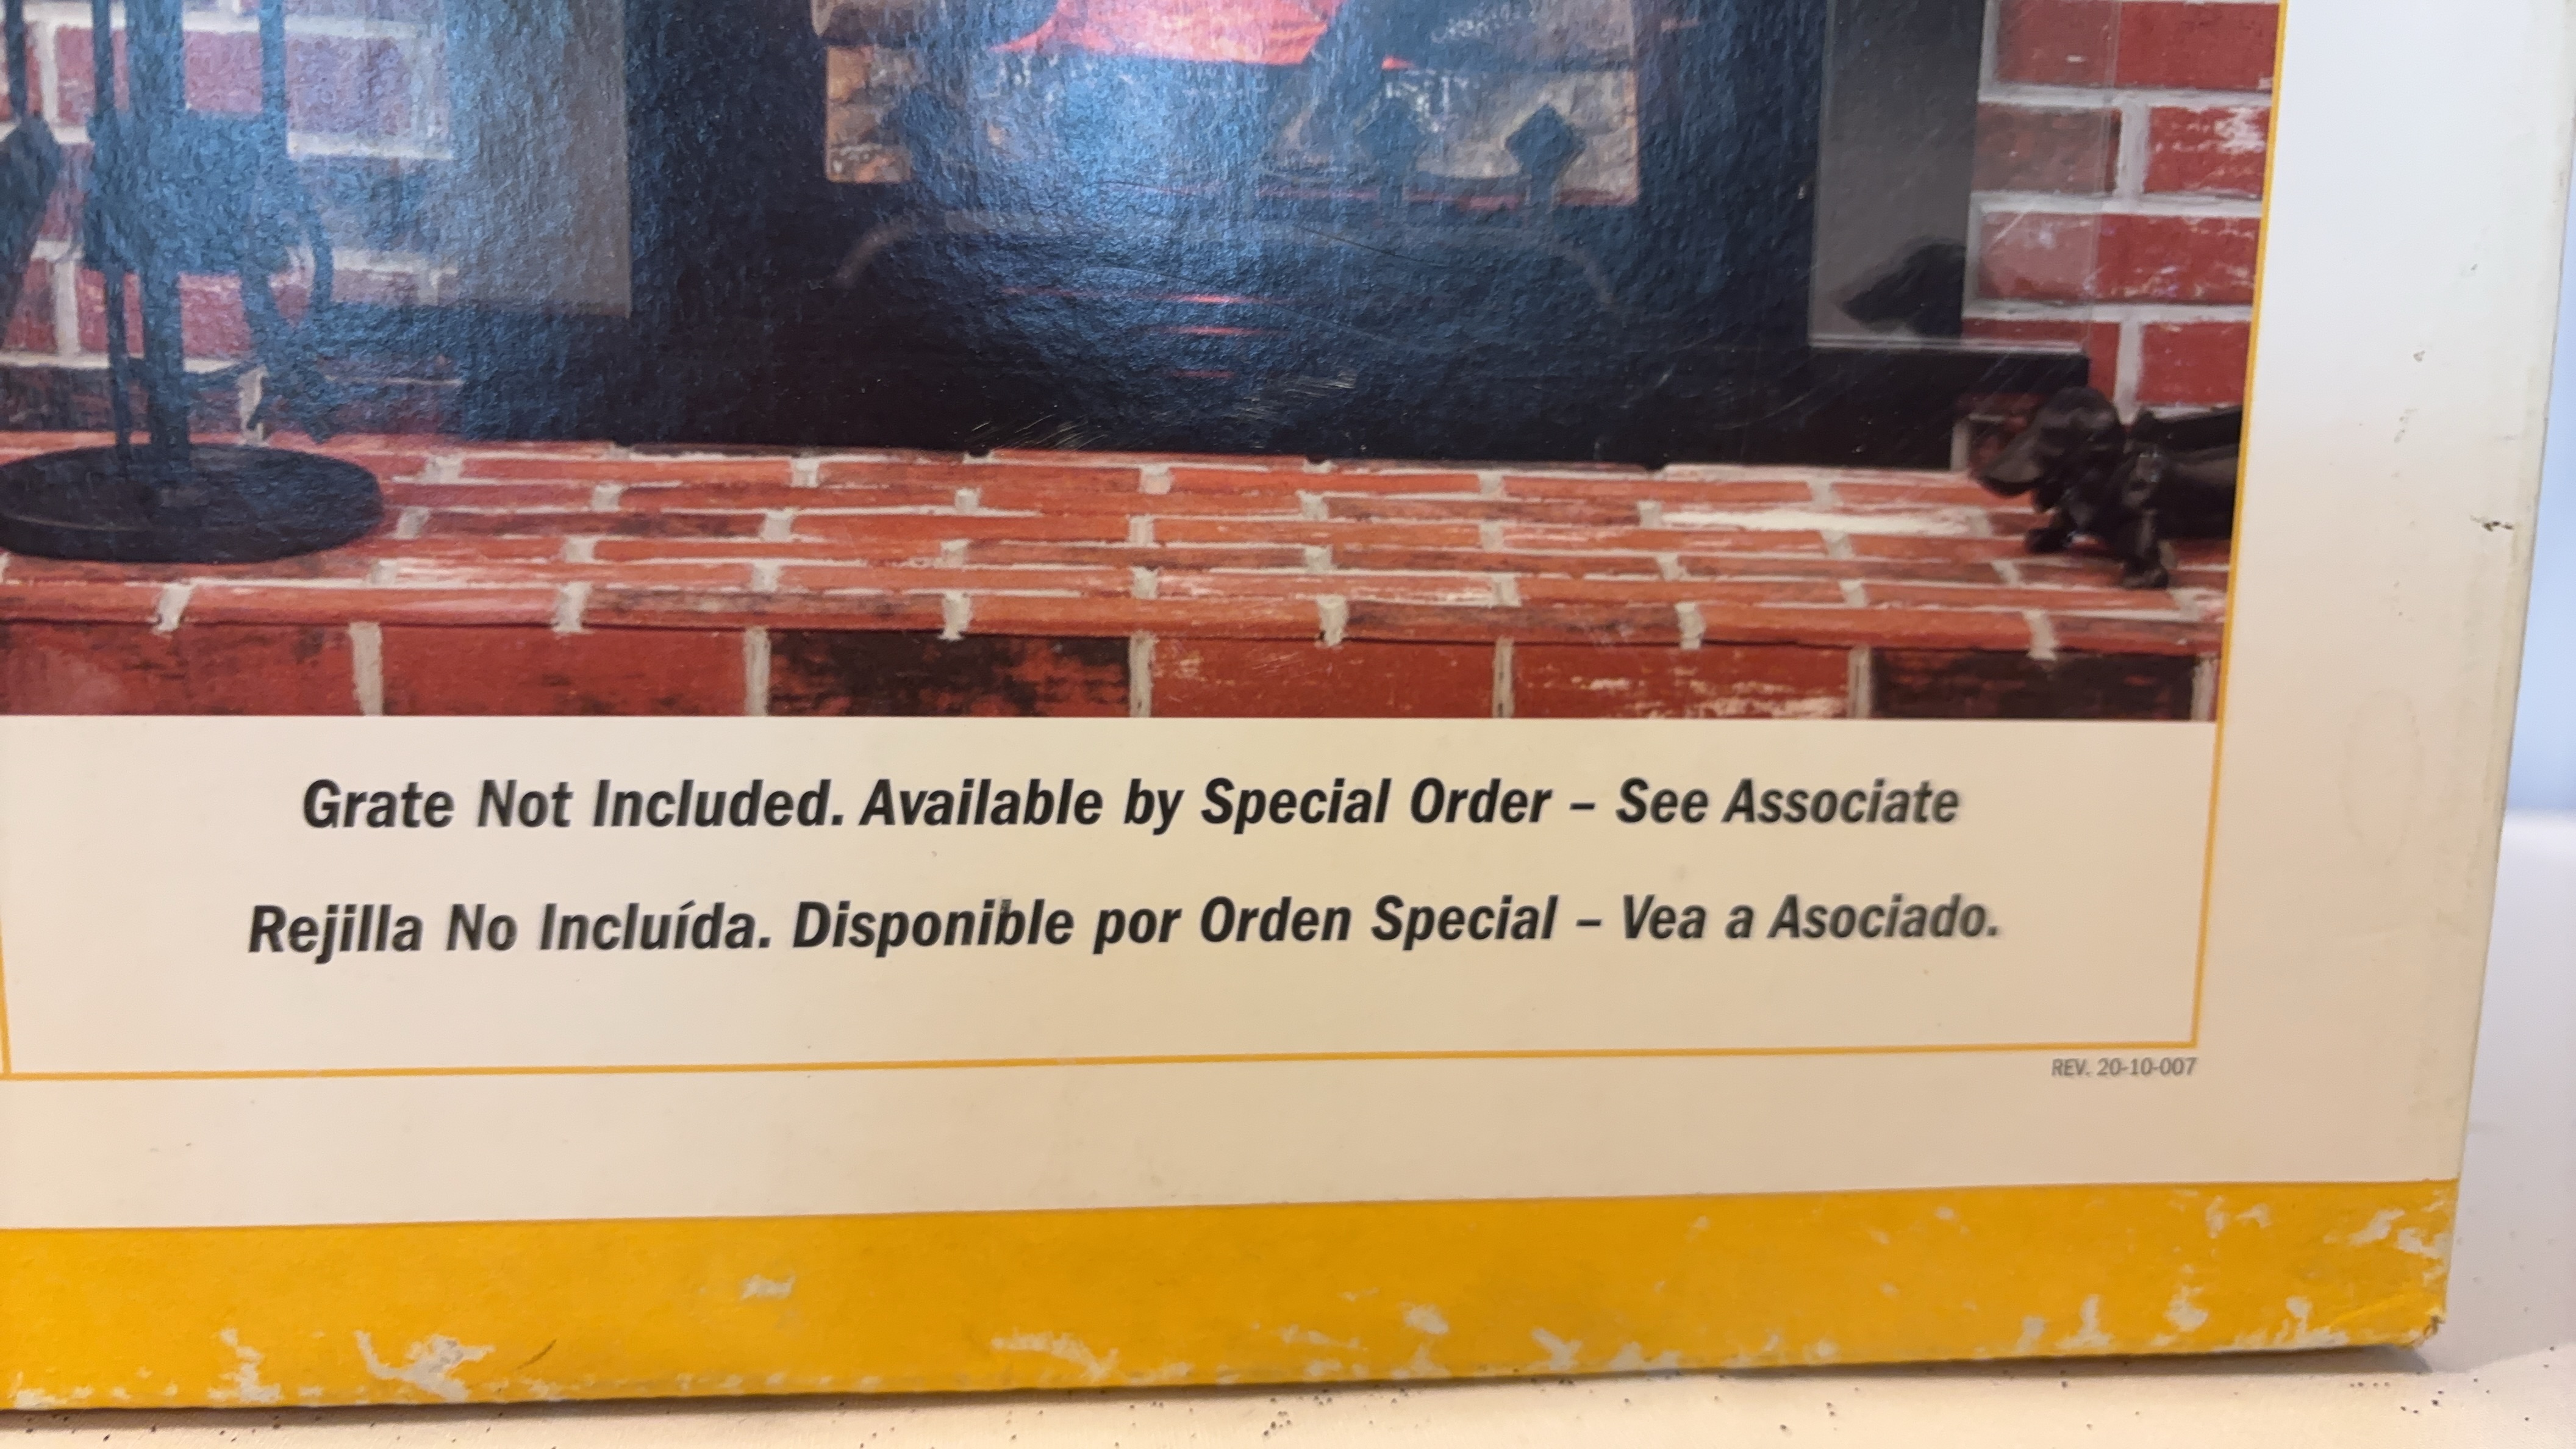 Grate Not Included. Available by Special Order – See Associate
Rejilla No Incluída. Disponible por Orden Special – Vea a Asociado.
REV. 20-10-007